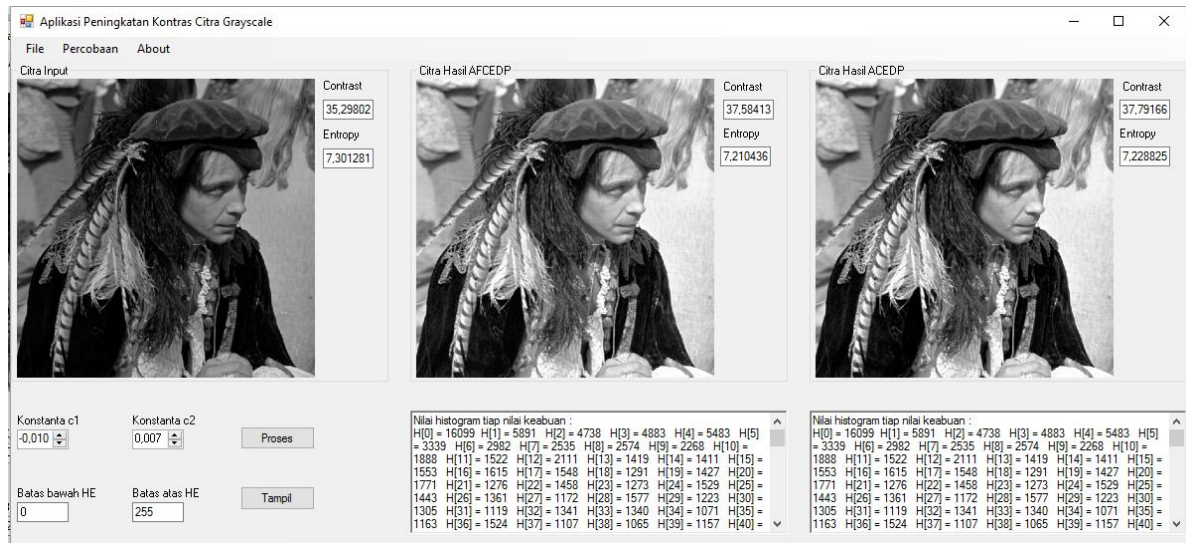 Aplikasi Peningkatan Kontras Citra Grayscale
File Percobaan About
Citra Input
Contrast
35,29802
Entropy
7,301281
Citra Hasil AFCEDP
Contrast
37,58413
Entropy
7,210436
Citra Hasil ACEDP
Contrast
37,79166
Entropy
7,228825
Konstanta c1
-0,010
Konstanta c2
0,007
Proses
Batas bawah HE
0
Batas atas HE
255
Tampil
Nilai histogram tiap nilai keabuan :
H[0] = 16099 H[1] = 5891 H[2] = 4738 H[3] = 4883 H[4] = 5483 H[5]
= 3339 H[6] = 2982 H[7] = 2535 H[8] = 2574 H[9] = 2268 H[10] =
1888 H[11] = 1522 H[12] = 2111 H[13] = 1419 H[14] = 1411 H[15] =
1553 H[16] = 1615 H[17] = 1548 H[18] = 1291 H[19] = 1427 H[20] =
1771 H[21] = 1276 H[22] = 1458 H[23] = 1273 H[24] = 1529 H[25] =
1443 H[26] = 1361 H[27] = 1172 H[28] = 1577 H[29] = 1223 H[30] =
1305 H[31] = 1119 H[32] = 1341 H[33] = 1340 H[34] = 1071 H[35] =
1163 H[36] = 1524 H[37] = 1107 H[38] = 1065 H[39] = 1157 H[40] =
Nilai histogram tiap nilai keabuan :
H[0] = 16099 H[1] = 5891 H[2] = 4738 H[3] = 4883 H[4] = 5483 H[5]
= 3339 H[6] = 2982 H[7] = 2535 H[8] = 2574 H[9] = 2268 H[10] =
1888 H[11] = 1522 H[12] = 2111 H[13] = 1419 H[14] = 1411 H[15] =
1553 H[16] = 1615 H[17] = 1548 H[18] = 1291 H[19] = 1427 H[20] =
1771 H[21] = 1276 H[22] = 1458 H[23] = 1273 H[24] = 1529 H[25] =
1443 H[26] = 1361 H[27] = 1172 H[28] = 1577 H[29] = 1223 H[30] =
1305 H[31] = 1119 H[32] = 1341 H[33] = 1340 H[34] = 1071 H[35] =
1163 H[36] = 1524 H[37] = 1107 H[38] = 1065 H[39] = 1157 H[40] =